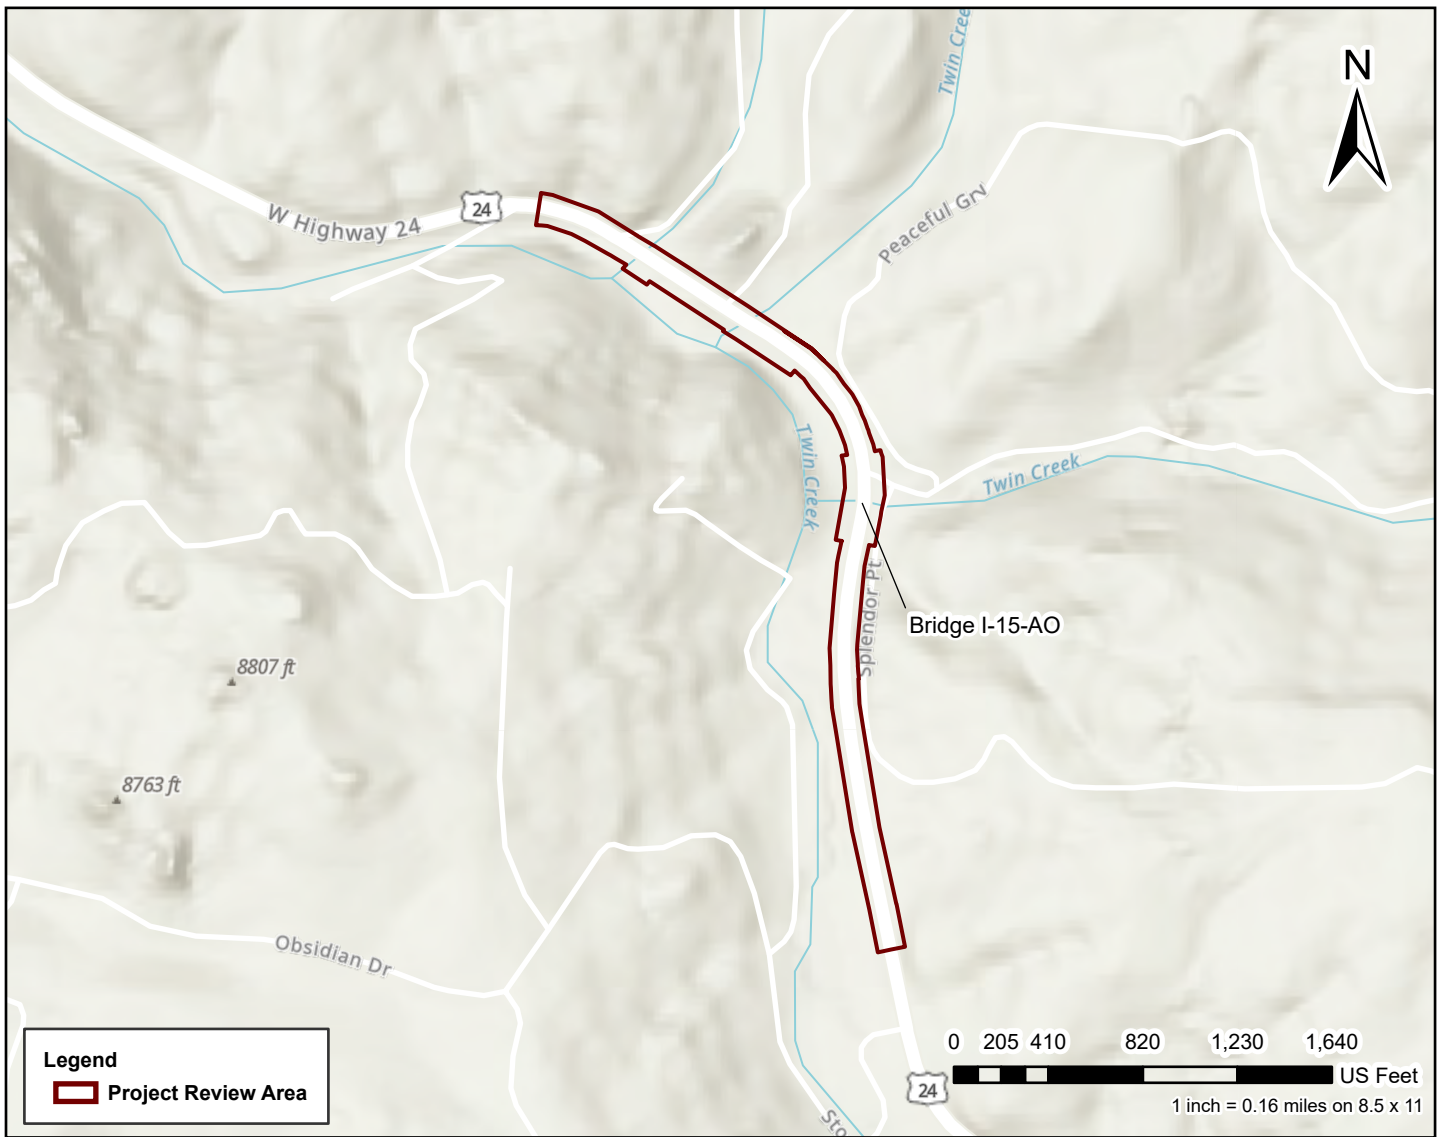 Twin Cree
N
W Highway 24
24
Peaceful Grv
Twin Creek
Twin Creek
Bridge I-15-AO
Splendor Pt
8807 ft
8763 ft
Obsidian Dr
Legend
Project Review Area
0 205 410 820 1,230 1,640
US Feet
24
1 inch = 0.16 miles on 8.5 x 11
Sto